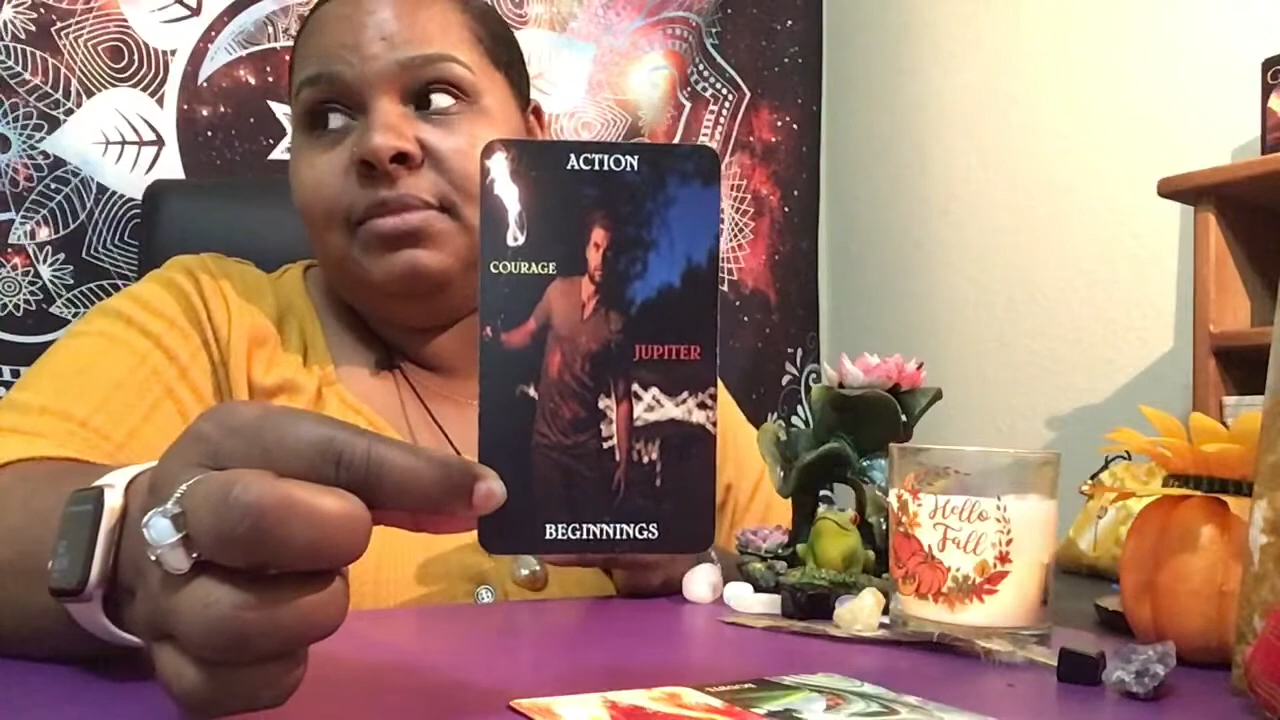 ACTION
COURAGE
JUPITER
BEGINNINGS
Hello
Fall